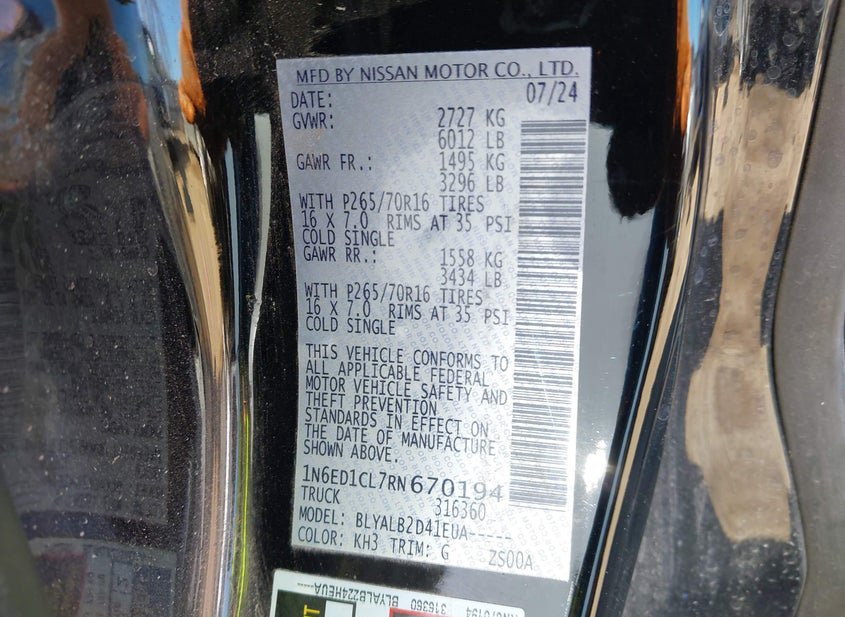 MFD BY NISSAN MOTOR CO., LTD.
DATE: 07/24
GVWR: 2727 KG
6012 LB
GAWR FR.: 1495 KG
3296 LB
WITH P265/70R16 TIRES
16 X 7.0 RIMS AT 35 PSI
COLD SINGLE
GAWR RR.: 1558 KG
3434 LB
WITH P265/70R16 TIRES
16 X 7.0 RIMS AT 35 PSI
COLD SINGLE
THIS VEHICLE CONFORMS TO
ALL APPLICABLE FEDERAL
MOTOR VEHICLE SAFETY AND
THEFT PREVENTION
STANDARDS IN EFFECT ON
THE DATE OF MANUFACTURE
SHOWN ABOVE.
1N6ED1CL7RN670194
TRUCK 316360
MODEL: BLYALB2D41EUA-----
COLOR: KH3 TRIM: G ZS00A
RN670194
316360 BLYALBZ24HEUA-----